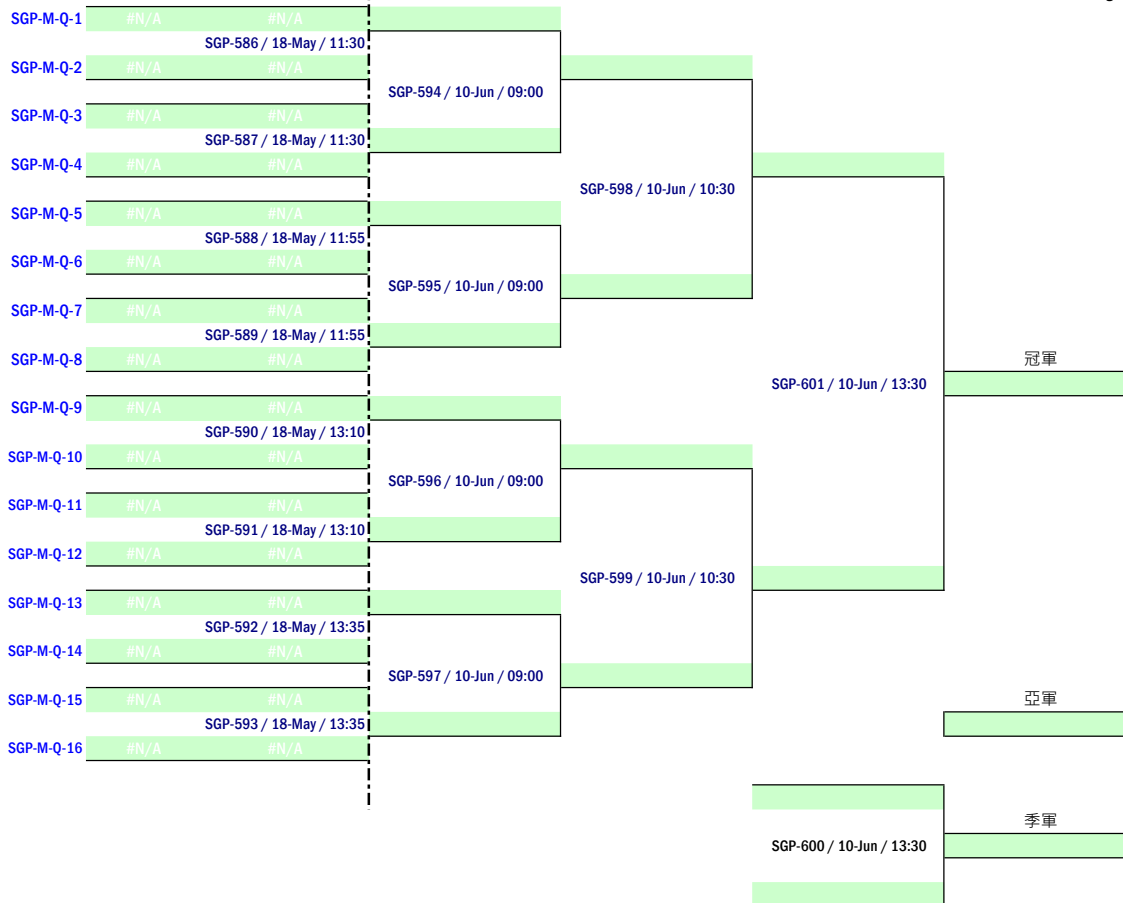 SGP-M-Q-1 #N/A #N/A
SGP-586 / 18-May / 11:30
SGP-M-Q-2 #N/A #N/A
SGP-594 / 10-Jun / 09:00
SGP-M-Q-3 #N/A #N/A
SGP-587 / 18-May / 11:30
SGP-M-Q-4 #N/A #N/A
SGP-598 / 10-Jun / 10:30
SGP-M-Q-5 #N/A #N/A
SGP-588 / 18-May / 11:55
SGP-M-Q-6 #N/A #N/A
SGP-595 / 10-Jun / 09:00
SGP-M-Q-7 #N/A #N/A
SGP-589 / 18-May / 11:55
SGP-M-Q-8 #N/A #N/A
冠軍
SGP-601 / 10-Jun / 13:30
SGP-M-Q-9 #N/A #N/A
SGP-590 / 18-May / 13:10
SGP-M-Q-10 #N/A #N/A
SGP-596 / 10-Jun / 09:00
SGP-M-Q-11 #N/A #N/A
SGP-591 / 18-May / 13:10
SGP-M-Q-12 #N/A #N/A
SGP-599 / 10-Jun / 10:30
SGP-M-Q-13 #N/A #N/A
SGP-592 / 18-May / 13:35
SGP-M-Q-14 #N/A #N/A
SGP-597 / 10-Jun / 09:00
SGP-M-Q-15 #N/A #N/A
亞軍
SGP-593 / 18-May / 13:35
SGP-M-Q-16 #N/A #N/A
季軍
SGP-600 / 10-Jun / 13:30